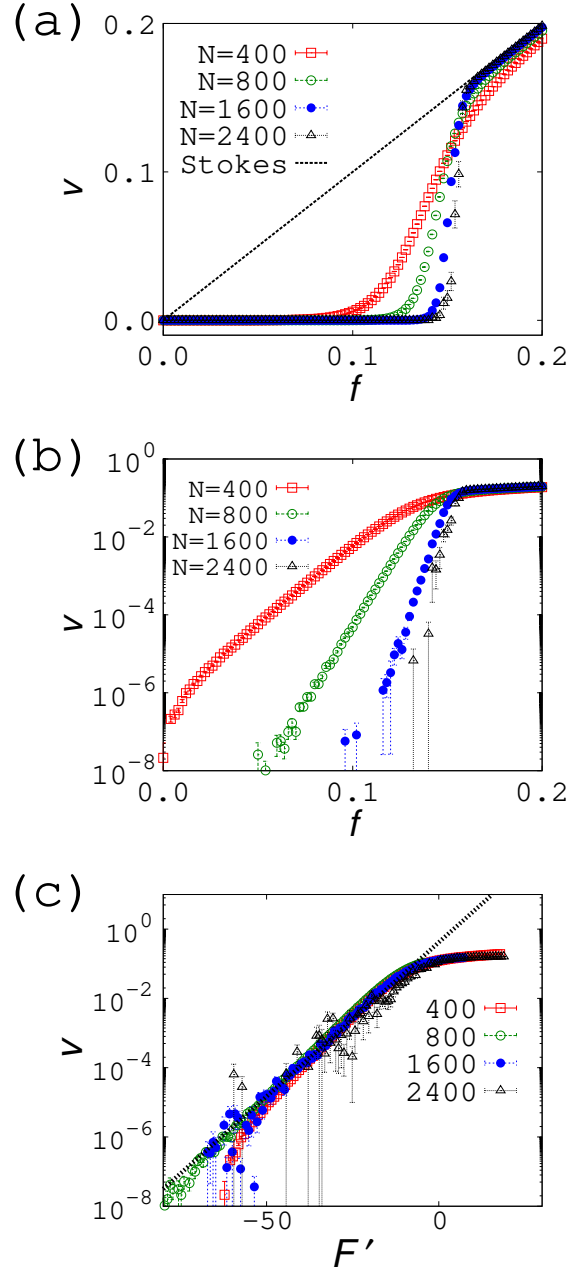 (a)
0.2
N=400
N=800
N=1600
N=2400
Stokes
0.1
v
0.0
0.0 0.1 0.2
f
(b)
10^0
N=400
N=800
N=1600
N=2400
10^-2
10^-4
v
10^-6
10^-8
0.0 0.1 0.2
f
(c)
10^0
10^-2
400
800
1600
2400
v
10^-4
10^-6
10^-8
−50 0
F'